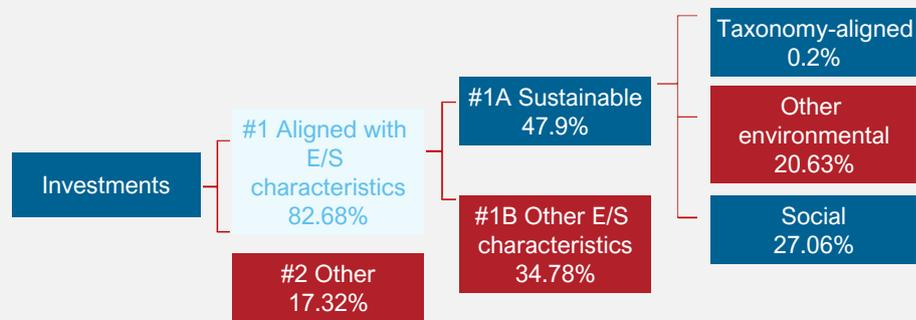 Investments
#1 Aligned with
E/S
characteristics
82.68%
#2 Other
17.32%
#1A Sustainable
47.9%
#1B Other E/S
characteristics
34.78%
Taxonomy-aligned
0.2%
Other
environmental
20.63%
Social
27.06%